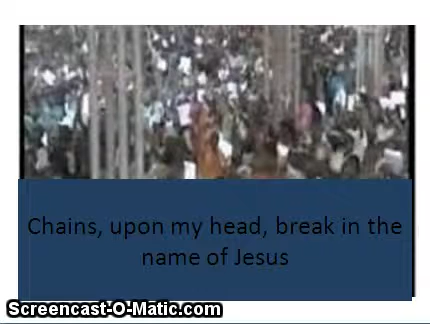 Chains, upon my head, break in the
name of Jesus
Screencast-O-Matic.com